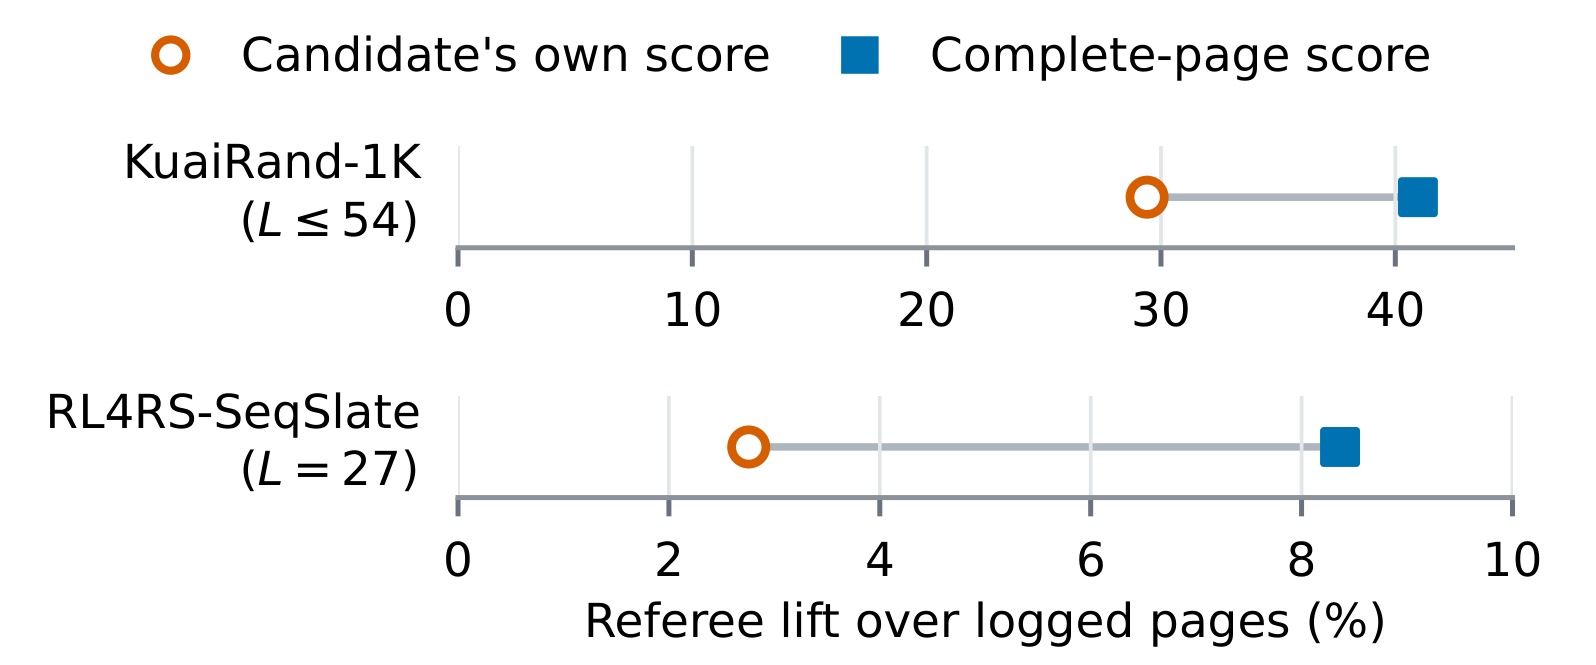 Candidate's own score Complete-page score
KuaiRand-1K
(L ≤ 54)
0 10 20 30 40
RL4RS-SeqSlate
(L = 27)
0 2 4 6 8 10
Referee lift over logged pages (%)